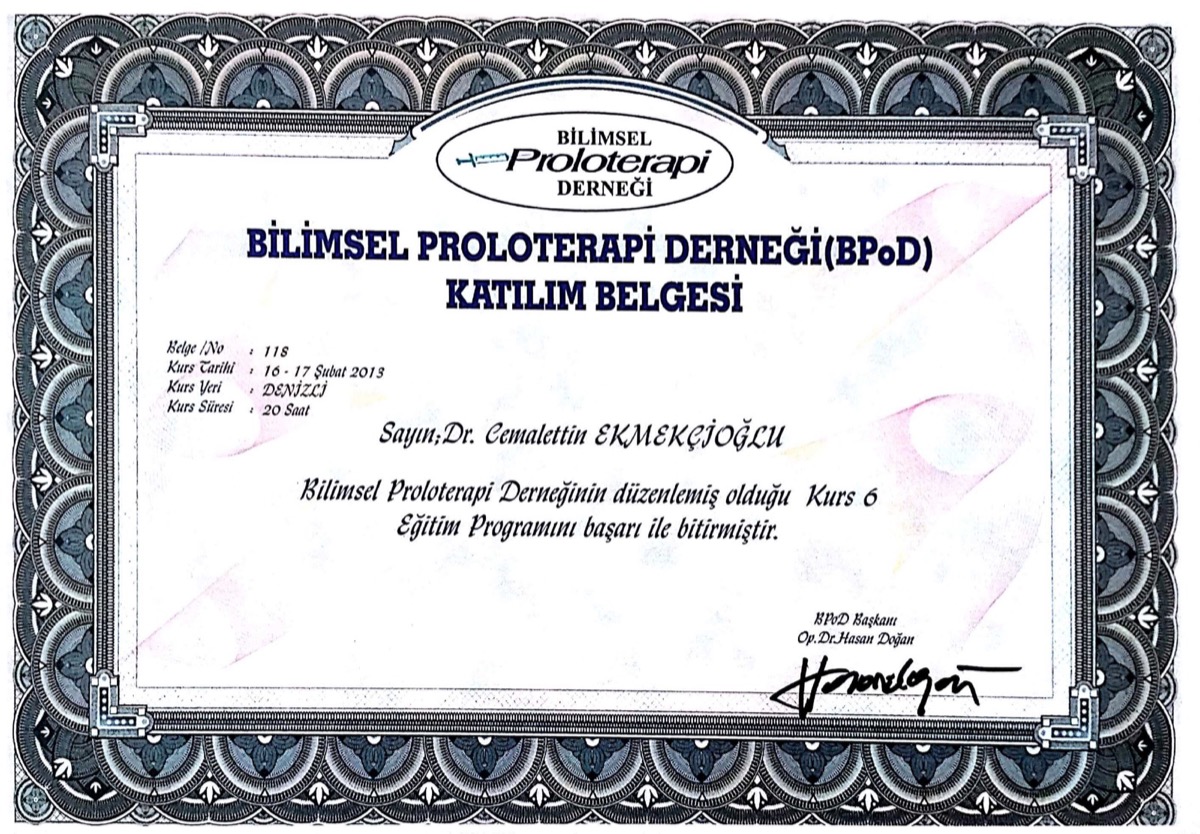 BİLİMSEL
Proloterapi
DERNEĞİ
BİLİMSEL PROLOTERAPİ DERNEĞİ(BPoD)
KATILIM BELGESİ
Belge /No : 118
Kurs Tarihi : 16 - 17 Şubat 2013
Kurs Yeri : DENİZLİ
Kurs Süresi : 20 Saat
Sayın;Dr. Cemalettin EKMEKÇİOĞLU
Bilimsel Proloterapi Derneğinin düzenlemiş olduğu Kurs 6
Eğitim Programını başarı ile bitirmiştir.
BPoD Başkanı
Op.Dr.Hasan Doğan
Hasandoğan